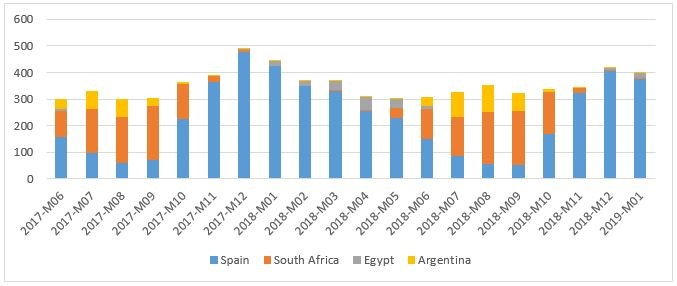 600
500
400
300
200
100
0
2017-M06
2017-M07
2017-M08
2017-M09
2017-M10
2017-M11
2017-M12
2018-M01
2018-M02
2018-M03
2018-M04
2018-M05
2018-M06
2018-M07
2018-M08
2018-M09
2018-M10
2018-M11
2018-M12
2019-M01
Spain South Africa Egypt Argentina